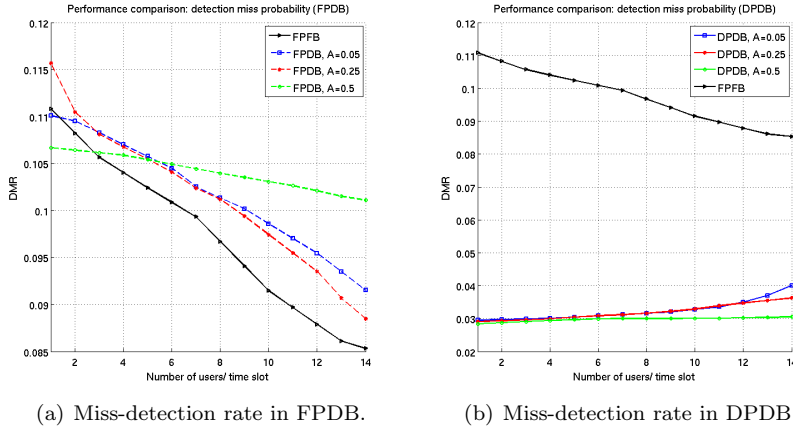 Performance comparison: detection miss probability (FPDB)
0.12
0.115
0.11
0.105
0.1
0.095
0.09
0.085
DMR
FPFB
FPDB, A=0.05
FPDB, A=0.25
FPDB, A=0.5
2 4 6 8 10 12 14
Number of users/ time slot
(a) Miss-detection rate in FPDB.
Performance comparison: detection miss probability (DPDB)
0.12
0.11
0.1
0.09
0.08
0.07
0.06
0.05
0.04
0.03
0.02
DMR
DPDB, A=0.05
DPDB, A=0.25
DPDB, A=0.5
FPFB
2 4 6 8 10 12 14
Number of users/ time slot
(b) Miss-detection rate in DPDB